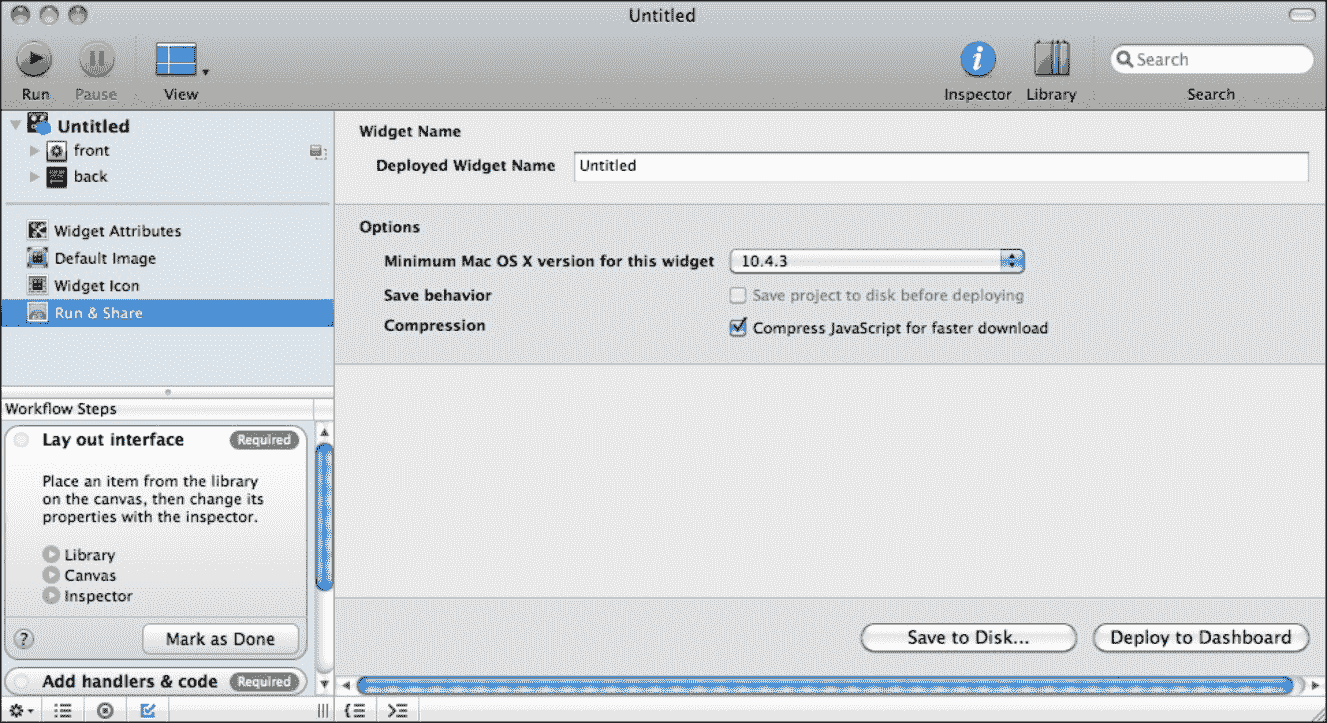 Untitled
Run
Pause
View
Inspector
Library
Search
Search
Untitled
front
back
Widget Attributes
Default Image
Widget Icon
Run & Share
Widget Name
Deployed Widget Name
Untitled
Options
Minimum Mac OS X version for this widget
10.4.3
Save behavior
Save project to disk before deploying
Compression
Compress JavaScript for faster download
Workflow Steps
Lay out interface
Required
Place an item from the library
on the canvas, then change its
properties with the inspector.
Library
Canvas
Inspector
?
Mark as Done
Add handlers & code
Required
Save to Disk...
Deploy to Dashboard